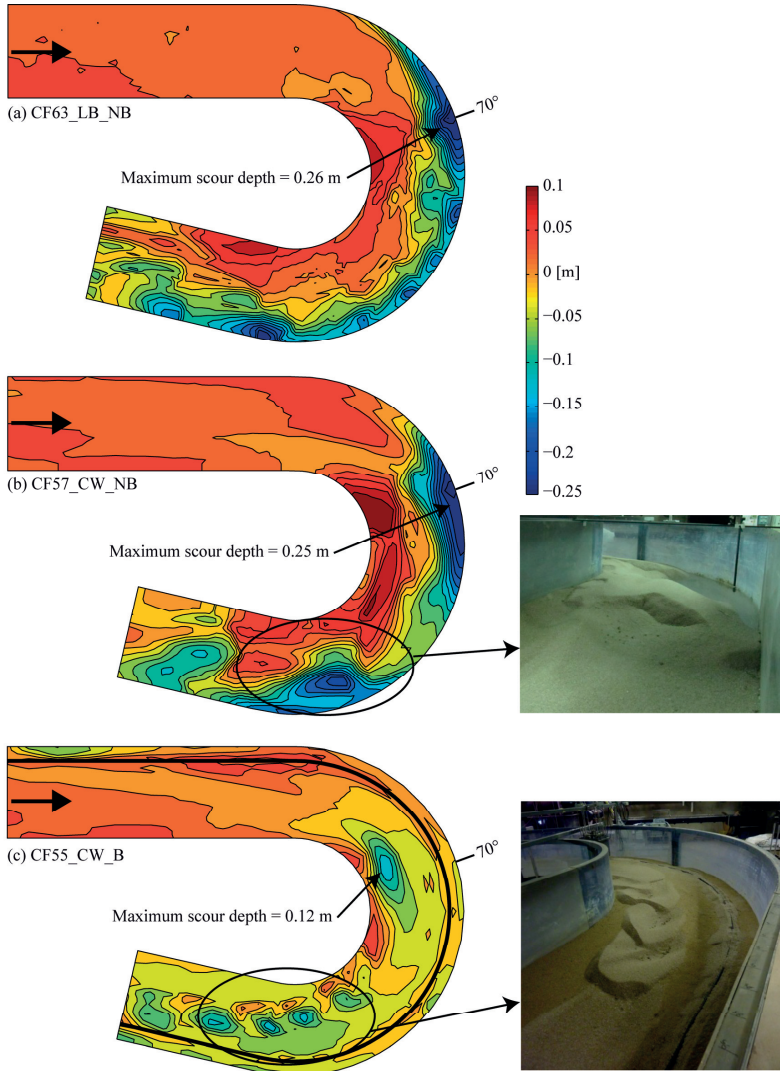 70°
(a) CF63_LB_NB
Maximum scour depth = 0.26 m
0.1
0.05
0 [m]
−0.05
−0.1
−0.15
−0.2
−0.25
70°
(b) CF57_CW_NB
Maximum scour depth = 0.25 m
70°
(c) CF55_CW_B
Maximum scour depth = 0.12 m